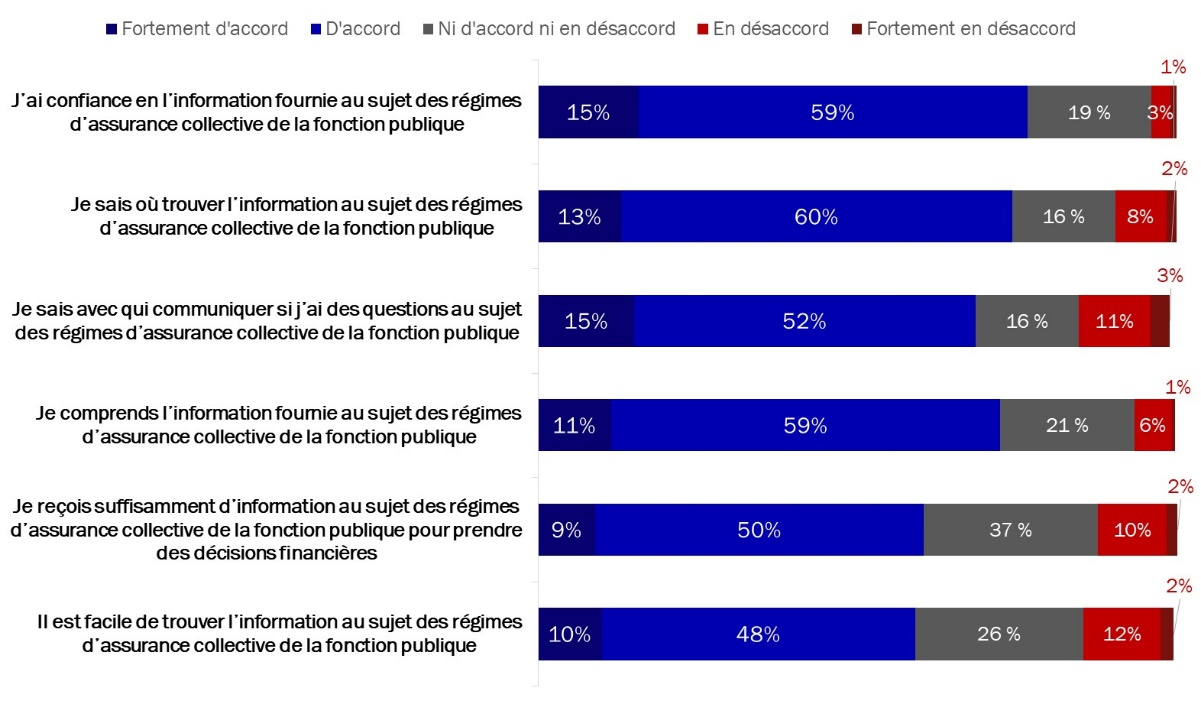 Fortement d'accord D'accord Ni d'accord ni en désaccord En désaccord Fortement en désaccord
1%
J’ai confiance en l’information fournie au sujet des régimes
d’assurance collective de la fonction publique
15% 59% 19 % 3%
2%
Je sais où trouver l’information au sujet des régimes
d’assurance collective de la fonction publique
13% 60% 16 % 8%
3%
Je sais avec qui communiquer si j’ai des questions au sujet
des régimes d’assurance collective de la fonction publique
15% 52% 16 % 11%
1%
Je comprends l’information fournie au sujet des régimes
d’assurance collective de la fonction publique
11% 59% 21 % 6%
2%
Je reçois suffisamment d’information au sujet des régimes
d’assurance collective de la fonction publique pour prendre
des décisions financières
9% 50% 37 % 10%
2%
Il est facile de trouver l’information au sujet des régimes
d’assurance collective de la fonction publique
10% 48% 26 % 12%